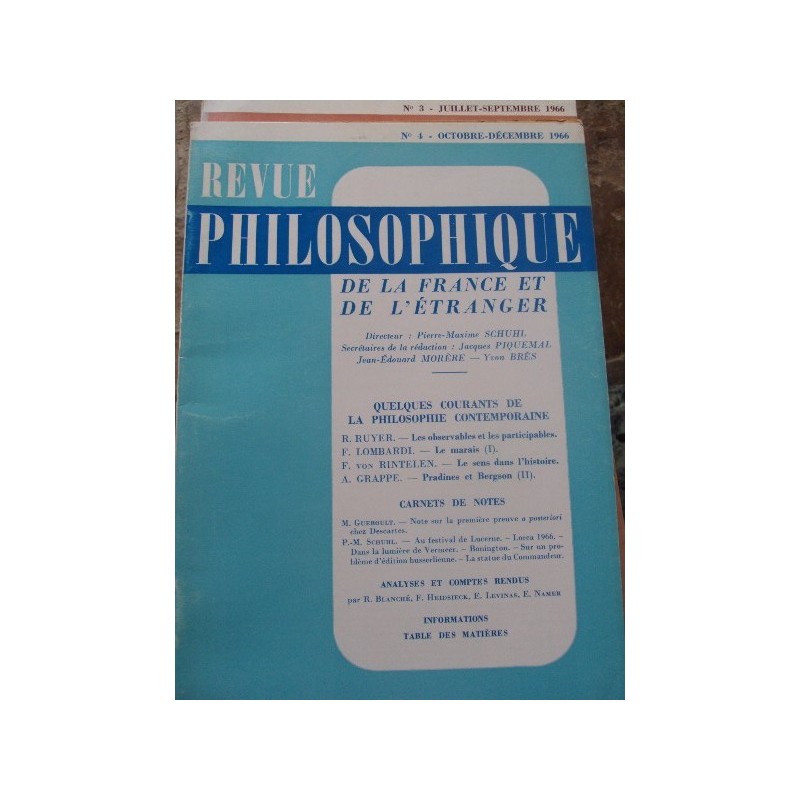 Nº 3 - JUILLET-SEPTEMBRE 1966
Nº 4 - OCTOBRE-DÉCEMBRE 1966
REVUE
PHILOSOPHIQUE
DE LA FRANCE ET
DE L'ÉTRANGER
Directeur : Pierre-Maxime SCHUHL
Secrétaires de la rédaction : Jacques PIQUEMAL
Jean-Édouard MORÈRE — Yvon BRÈS
QUELQUES COURANTS DE
LA PHILOSOPHIE CONTEMPORAINE
R. RUYER. — Les observables et les participables.
F. LOMBARDI. — Le marais (I).
F. VON RINTELEN. — Le sens dans l'histoire.
A. GRAPPE. — Pradines et Bergson (II).
CARNETS DE NOTES
M. GUEROULT. — Note sur la première preuve a posteriori
chez Descartes.
P.-M. SCHUHL. — Au festival de Lucerne. – Lorca 1966. –
Dans la lumière de Vermeer. – Bonington. – Sur un pro-
blème d'édition husserlienne. – La statue du Commandeur.
ANALYSES ET COMPTES RENDUS
par R. BLANCHÉ, F. HEIDSIECK, E. LEVINAS, E. NAMER
INFORMATIONS
TABLE DES MATIÈRES